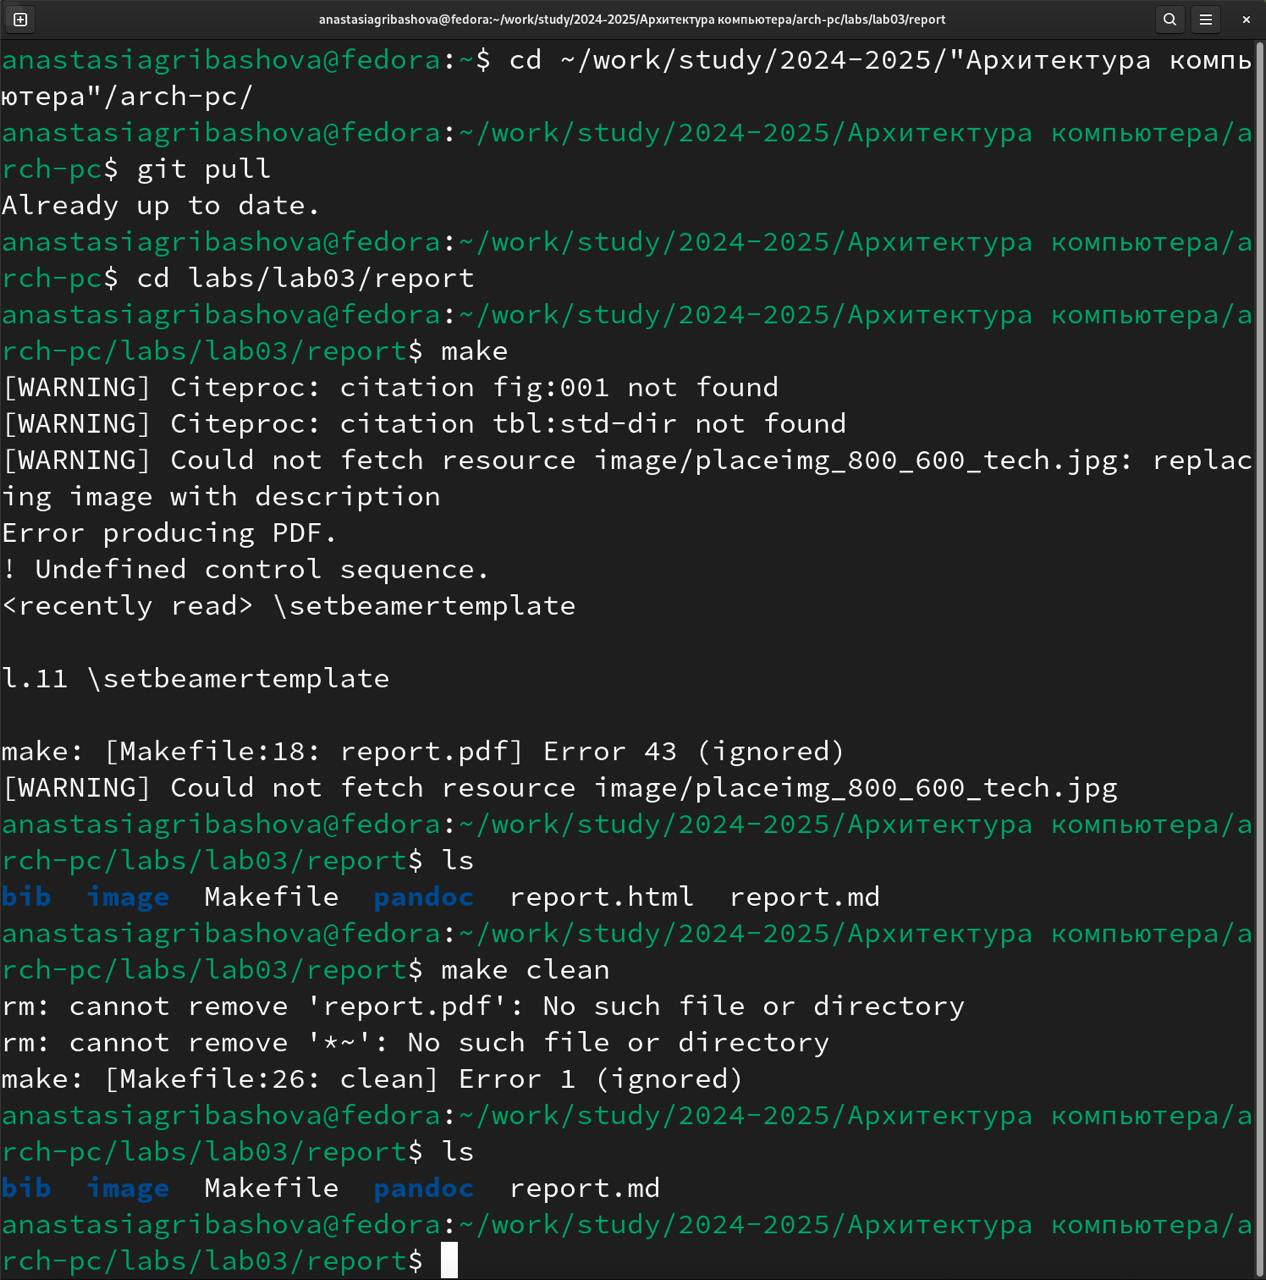 anastasiagribashova@fedora:~/work/study/2024-2025/Архитектура компьютера/arch-pc/labs/lab03/report
anastasiagribashova@fedora:~$ cd ~/work/study/2024-2025/"Архитектура компь
ютера"/arch-pc/
anastasiagribashova@fedora:~/work/study/2024-2025/Архитектура компьютера/a
rch-pc$ git pull
Already up to date.
anastasiagribashova@fedora:~/work/study/2024-2025/Архитектура компьютера/a
rch-pc$ cd labs/lab03/report
anastasiagribashova@fedora:~/work/study/2024-2025/Архитектура компьютера/a
rch-pc/labs/lab03/report$ make
[WARNING] Citeproc: citation fig:001 not found
[WARNING] Citeproc: citation tbl:std-dir not found
[WARNING] Could not fetch resource image/placeimg_800_600_tech.jpg: replac
ing image with description
Error producing PDF.
! Undefined control sequence.
<recently read> \setbeamertemplate
l.11 \setbeamertemplate
make: [Makefile:18: report.pdf] Error 43 (ignored)
[WARNING] Could not fetch resource image/placeimg_800_600_tech.jpg
anastasiagribashova@fedora:~/work/study/2024-2025/Архитектура компьютера/a
rch-pc/labs/lab03/report$ ls
bib  image  Makefile  pandoc  report.html  report.md
anastasiagribashova@fedora:~/work/study/2024-2025/Архитектура компьютера/a
rch-pc/labs/lab03/report$ make clean
rm: cannot remove 'report.pdf': No such file or directory
rm: cannot remove '*~': No such file or directory
make: [Makefile:26: clean] Error 1 (ignored)
anastasiagribashova@fedora:~/work/study/2024-2025/Архитектура компьютера/a
rch-pc/labs/lab03/report$ ls
bib  image  Makefile  pandoc  report.md
anastasiagribashova@fedora:~/work/study/2024-2025/Архитектура компьютера/a
rch-pc/labs/lab03/report$